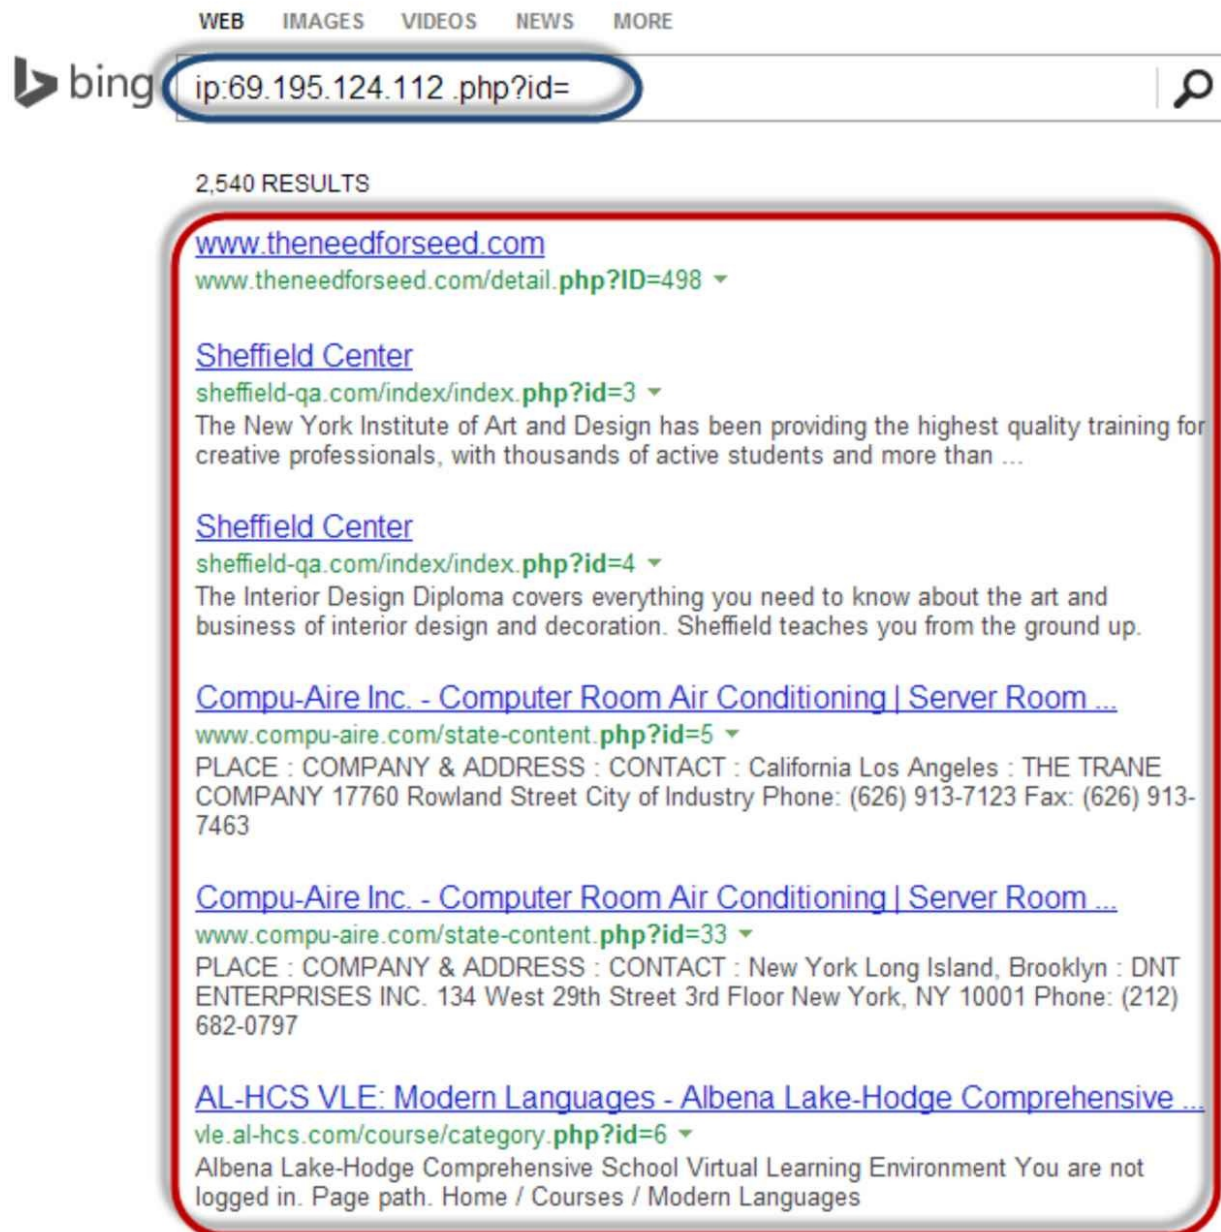 WEB IMAGES VIDEOS NEWS MORE
bing ip:69.195.124.112 .php?id=
2,540 RESULTS
www.theneedforseed.com
www.theneedforseed.com/detail.php?ID=498
Sheffield Center
sheffield-qa.com/index/index.php?id=3
The New York Institute of Art and Design has been providing the highest quality training for
creative professionals, with thousands of active students and more than ...
Sheffield Center
sheffield-qa.com/index/index.php?id=4
The Interior Design Diploma covers everything you need to know about the art and
business of interior design and decoration. Sheffield teaches you from the ground up.
Compu-Aire Inc. - Computer Room Air Conditioning | Server Room ...
www.compu-aire.com/state-content.php?id=5
PLACE : COMPANY & ADDRESS : CONTACT : California Los Angeles : THE TRANE
COMPANY 17760 Rowland Street City of Industry Phone: (626) 913-7123 Fax: (626) 913-
7463
Compu-Aire Inc. - Computer Room Air Conditioning | Server Room ...
www.compu-aire.com/state-content.php?id=33
PLACE : COMPANY & ADDRESS : CONTACT : New York Long Island, Brooklyn : DNT
ENTERPRISES INC. 134 West 29th Street 3rd Floor New York, NY 10001 Phone: (212)
682-0797
AL-HCS VLE: Modern Languages - Albena Lake-Hodge Comprehensive ...
vle.al-hcs.com/course/category.php?id=6
Albena Lake-Hodge Comprehensive School Virtual Learning Environment You are not
logged in. Page path. Home / Courses / Modern Languages